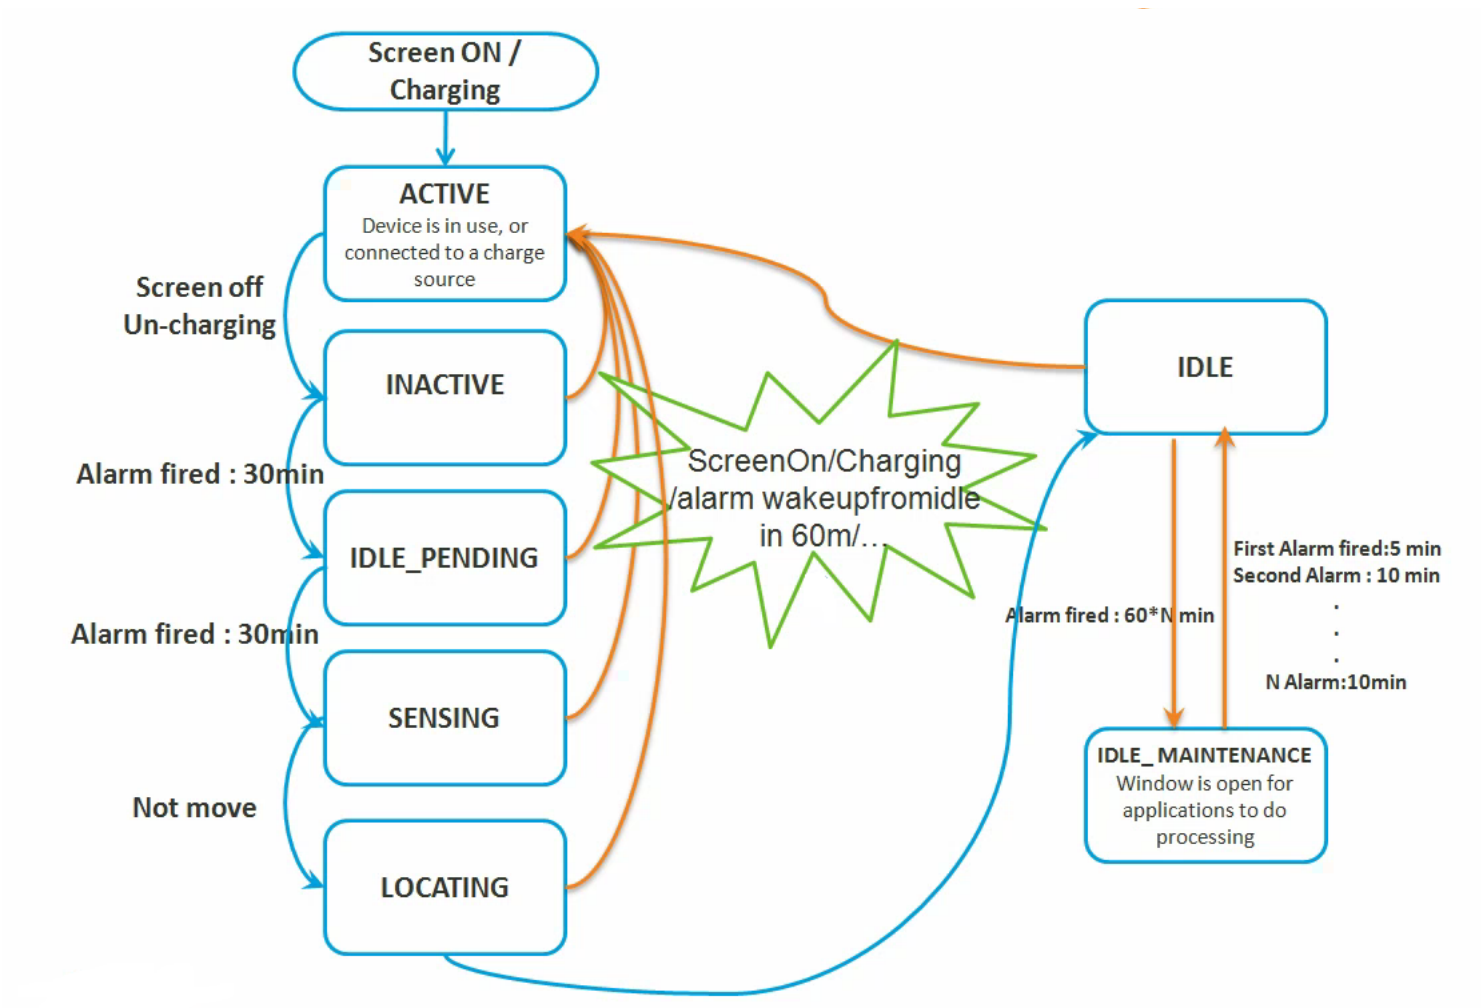 Screen ON /
Charging
ACTIVE
Device is in use, or
connected to a charge
source
Screen off
Un-charging
INACTIVE
Alarm fired : 30min
IDLE_PENDING
Alarm fired : 30min
SENSING
Not move
LOCATING
ScreenOn/Charging
/alarm wakeupfromidle
in 60m/...
IDLE
First Alarm fired:5 min
Second Alarm : 10 min
.
.
.
N Alarm:10min
Alarm fired : 60*N min
IDLE_ MAINTENANCE
Window is open for
applications to do
processing